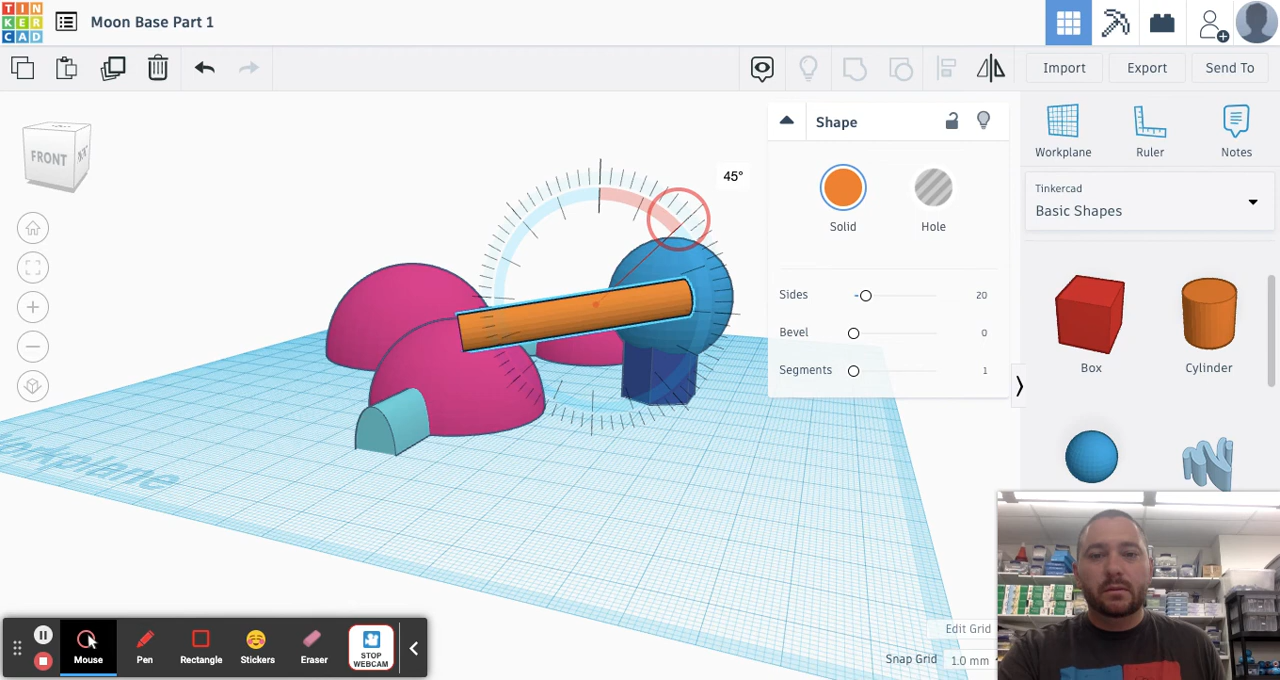 TIN
KER
CAD
Moon Base Part 1
Import
Export
Send To
FRONT
45°
Shape
Solid
Hole
Sides
20
Bevel
0
Segments
1
Workplane
Ruler
Notes
Tinkercad
Basic Shapes
Box
Cylinder
Workplane
Edit Grid
Snap Grid
1.0 mm
Mouse
Pen
Rectangle
Stickers
Eraser
STOP
WEBCAM